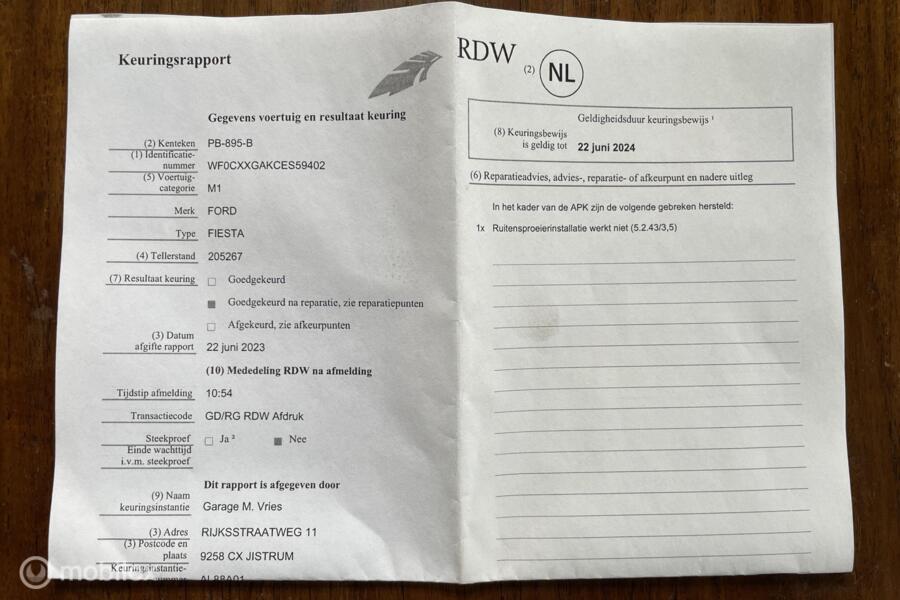 Keuringsrapport
Gegevens voertuig en resultaat keuring
(2) Kenteken PB-895-B
(1) Identificatie-
nummer WF0CXXGAKCES59402
(5) Voertuig-
categorie M1
Merk FORD
Type FIESTA
(4) Tellerstand 205267
(7) Resultaat keuring Goedgekeurd
Goedgekeurd na reparatie, zie reparatiepunten
Afgekeurd, zie afkeurpunten
(3) Datum
afgifte rapport 22 juni 2023
(10) Mededeling RDW na afmelding
Tijdstip afmelding 10:54
Transactiecode GD/RG RDW Afdruk
Steekproef Ja ² Nee
Einde wachttijd
i.v.m. steekproef
Dit rapport is afgegeven door
(9) Naam
keuringsinstantie Garage M. Vries
(3) Adres RIJKSSTRAATWEG 11
(3) Postcode en
plaats 9258 CX JISTRUM
Keuringsinstantie-
nummer AL88A01
RDW (2) NL
Geldigheidsduur keuringsbewijs ¹
(8) Keuringsbewijs
is geldig tot 22 juni 2024
(6) Reparatieadvies, advies-, reparatie- of afkeurpunt en nadere uitleg
In het kader van de APK zijn de volgende gebreken hersteld:
1x Ruitensproeierinstallatie werkt niet (5.2.43/3,5)